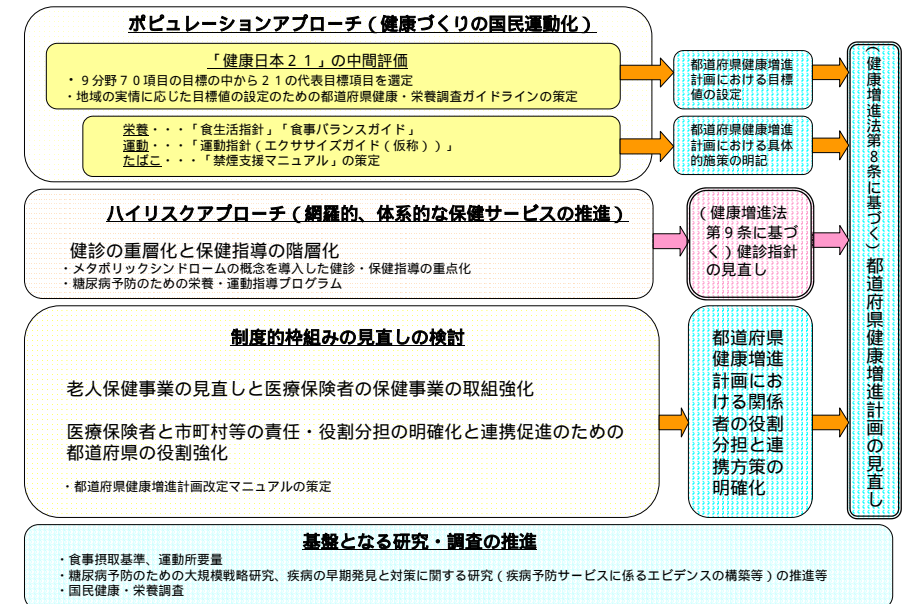 ポピュレーションアプローチ（健康づくりの国民運動化）
「健康日本２１」の中間評価
・９分野７０項目の目標の中から２１の代表目標項目を選定
・地域の実情に応じた目標値の設定のための都道府県健康・栄養調査ガイドラインの策定
都道府県健康増進
計画における目標
値の設定
栄養・・・「食生活指針」「食事バランスガイド」
運動・・・「運動指針（エクササイズガイド（仮称））」
たばこ・・・「禁煙支援マニュアル」の策定
都道府県健康増進
計画における具体
的施策の明記
ハイリスクアプローチ（網羅的、体系的な保健サービスの推進）
健診の重層化と保健指導の階層化
・メタボリックシンドロームの概念を導入した健診・保健指導の重点化
・糖尿病予防のための栄養・運動指導プログラム
（健康増進法
第９条に基づ
く）健診指針
の見直し
制度的枠組みの見直しの検討
老人保健事業の見直しと医療保険者の保健事業の取組強化
医療保険者と市町村等の責任・役割分担の明確化と連携促進のための
都道府県の役割強化
・都道府県健康増進計画改定マニュアルの策定
都道府県
健康増進
計画にお
ける関係
者の役割
分担と連
携方策の
明確化
（健康増進法第８条に基づく）都道府県健康増進計画の見直し
基盤となる研究・調査の推進
・食事摂取基準、運動所要量
・糖尿病予防のための大規模戦略研究、疾病の早期発見と対策に関する研究（疾病予防サービスに係るエビデンスの構築等）の推進等
・国民健康・栄養調査